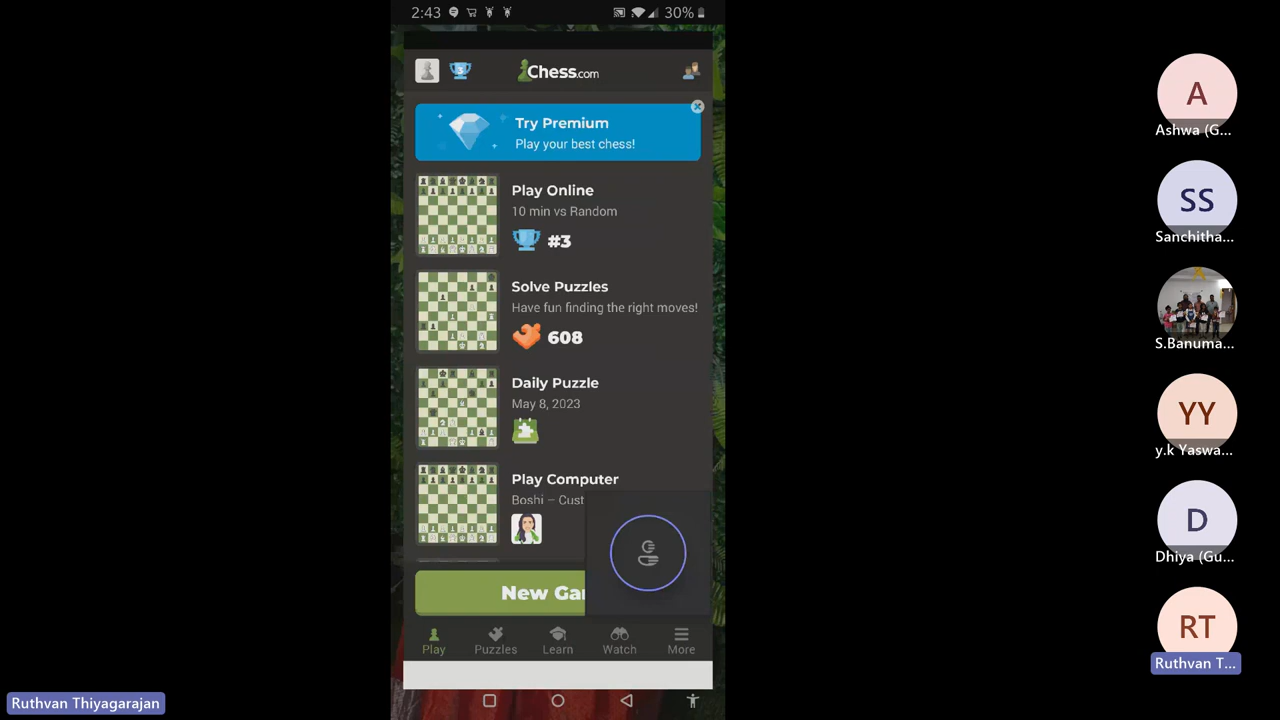 2:43
30%
3
Chess.com
Try Premium
Play your best chess!
Play Online
10 min vs Random
#3
Solve Puzzles
Have fun finding the right moves!
608
Daily Puzzle
May 8, 2023
Play Computer
Boshi – Cust
New Gar
Play
Puzzles
Learn
Watch
More
A
Ashwa (G...
SS
Sanchitha...
S.Banuma...
YY
y.k Yaswa...
D
Dhiya (Gu...
RT
Ruthvan T...
Ruthvan Thiyagarajan